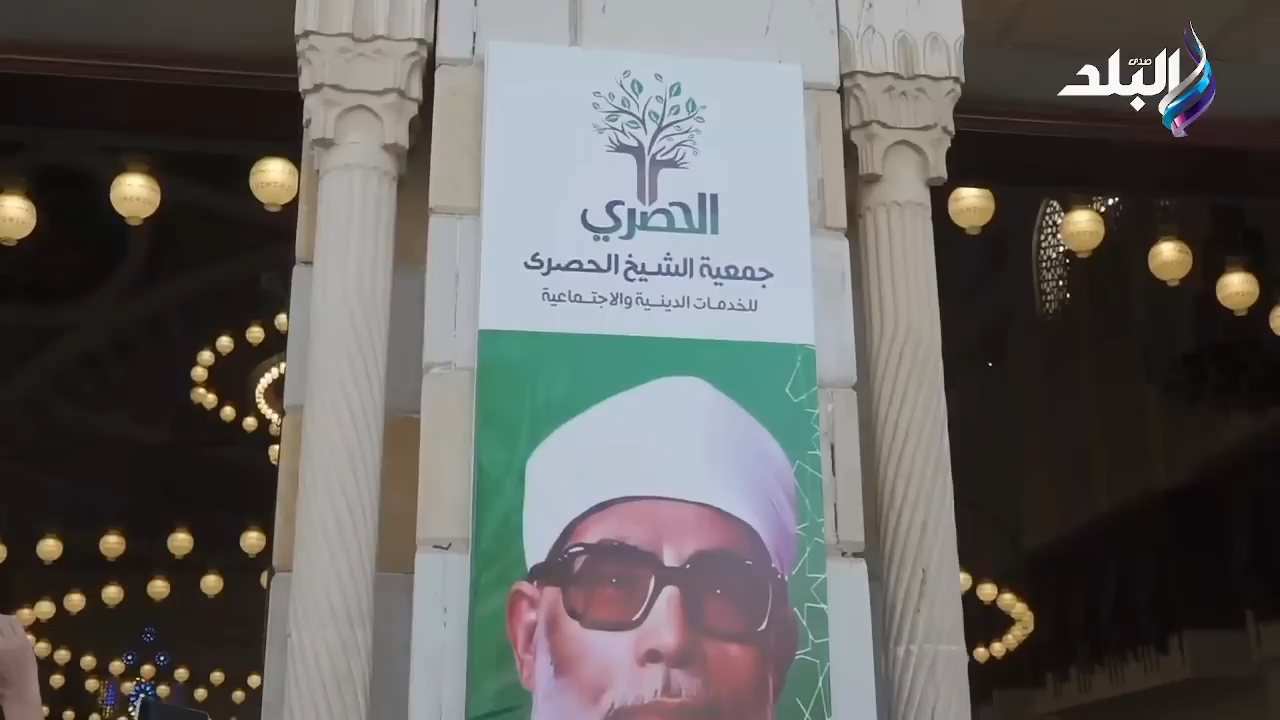 صدى البلد
الحصري
جمعية الشيخ الحصرى
للخدمات الدينية والاجتماعية